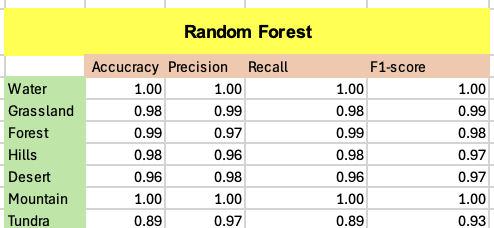 Random Forest
Accucracy Precision Recall F1-score
Water 1.00 1.00 1.00 1.00
Grassland 0.98 0.99 0.98 0.99
Forest 0.99 0.97 0.99 0.98
Hills 0.98 0.96 0.98 0.97
Desert 0.96 0.98 0.96 0.97
Mountain 1.00 1.00 1.00 1.00
Tundra 0.89 0.97 0.89 0.93